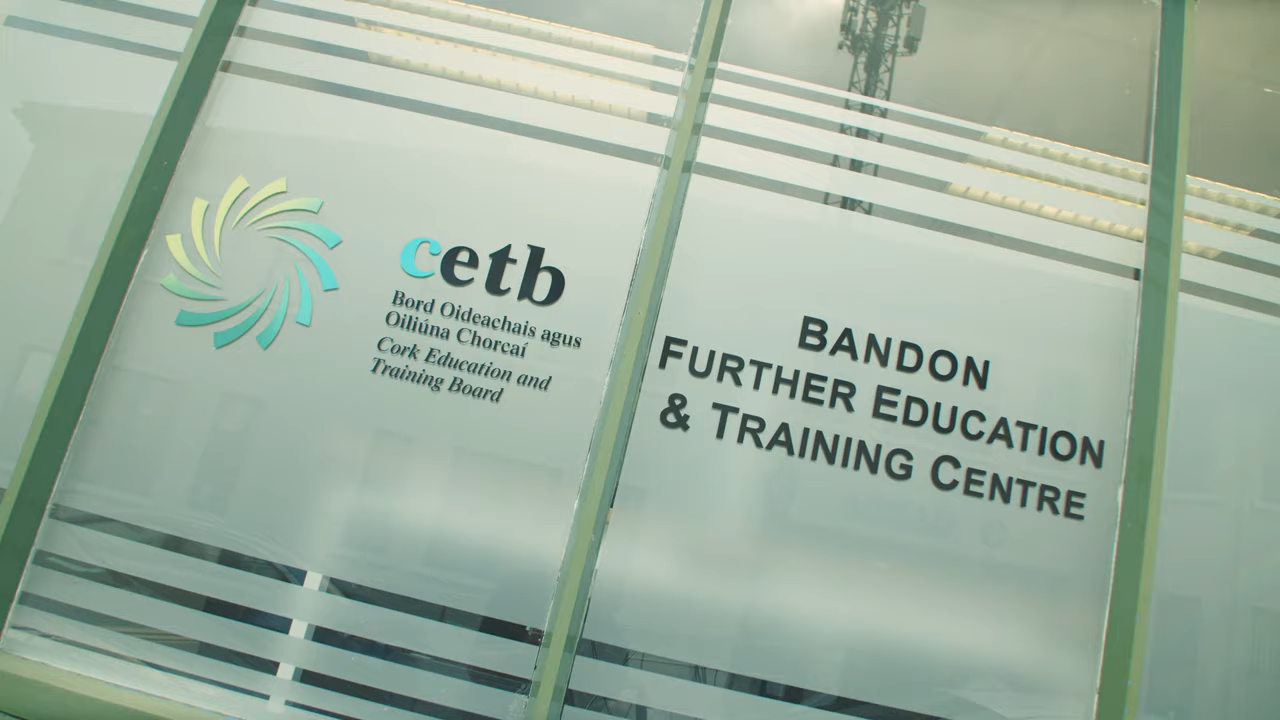 cetb
Bord Oideachais agus
Oiliúna Chorcaí
Cork Education and
Training Board
BANDON
FURTHER EDUCATION
& TRAINING CENTRE